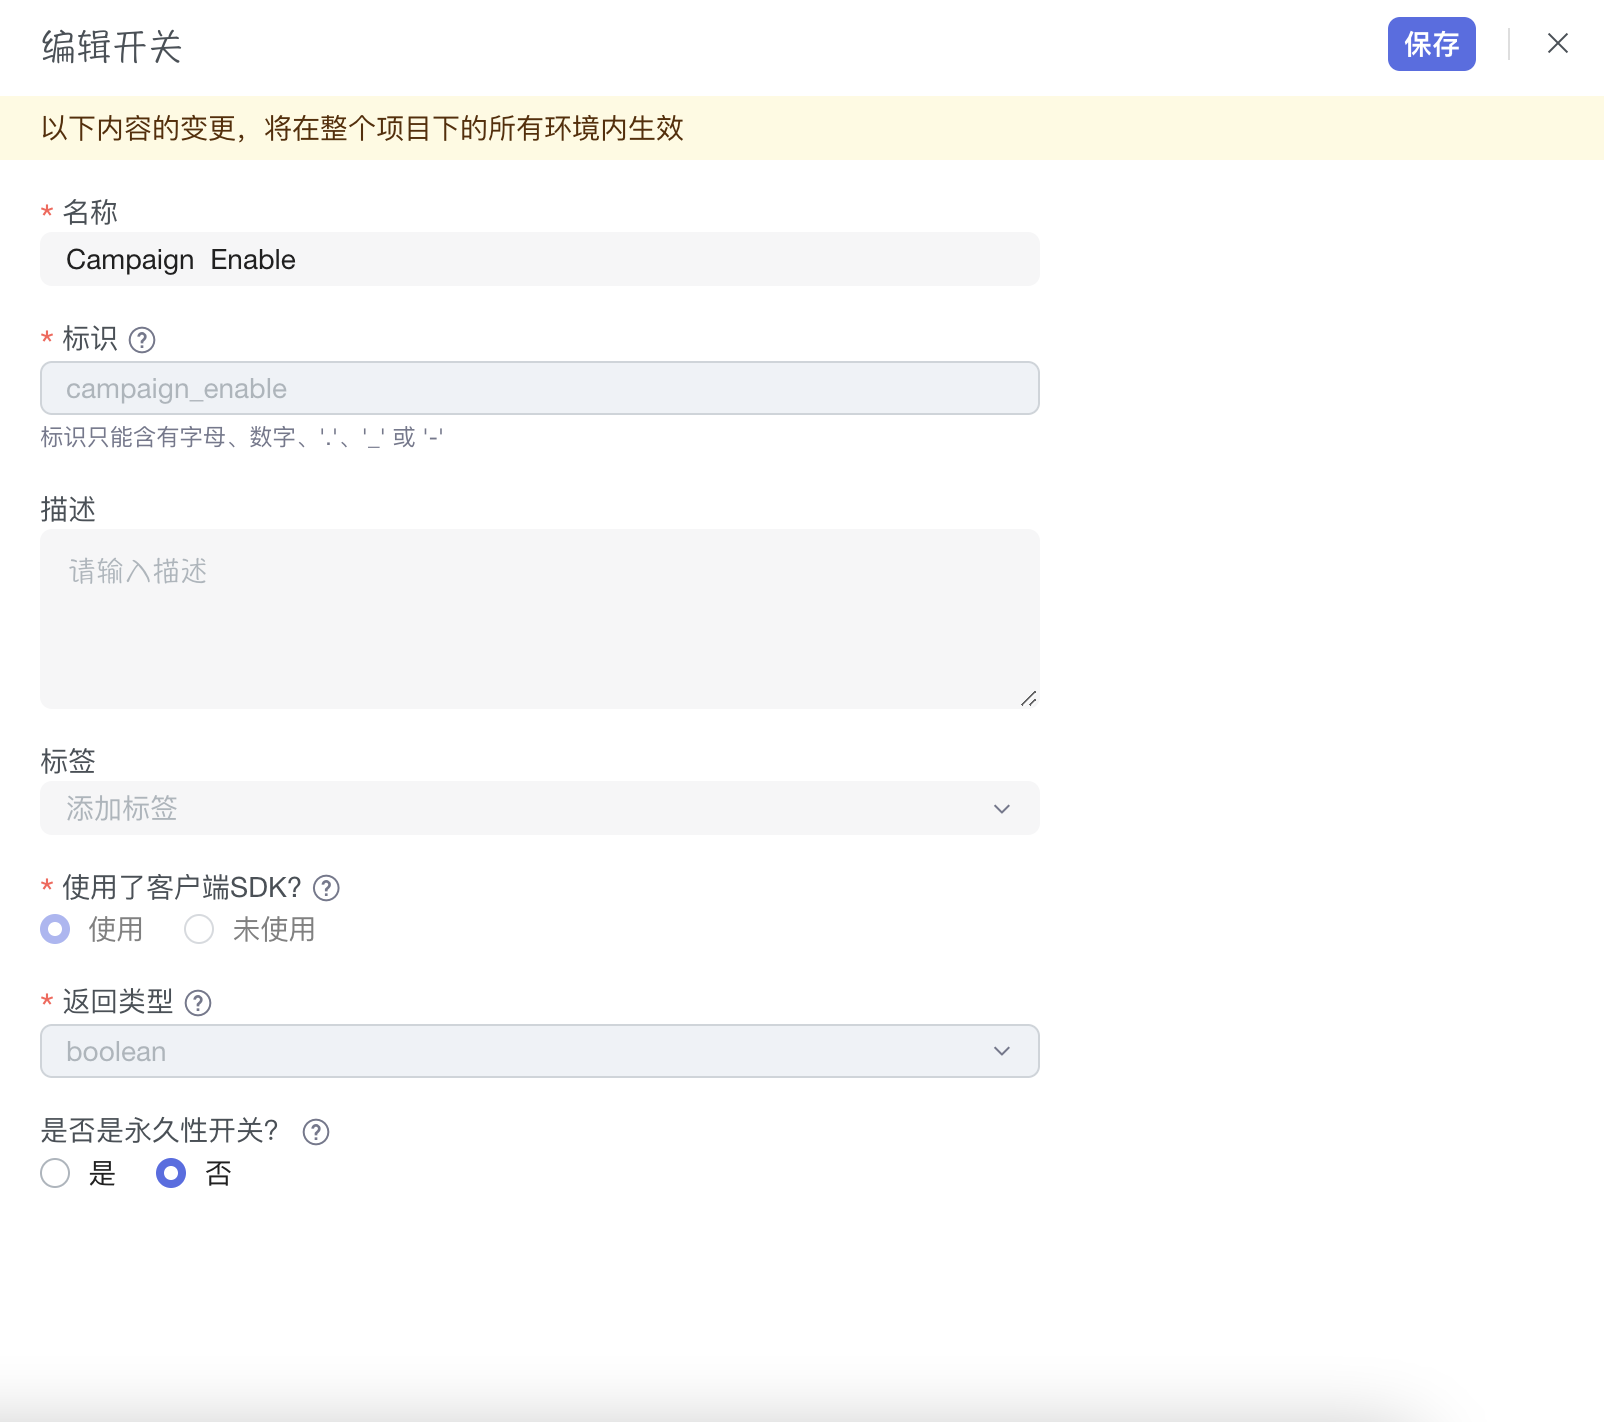 编辑开关
保存
以下内容的变更，将在整个项目下的所有环境内生效
* 名称
Campaign  Enable
* 标识 ?
campaign_enable
标识只能含有字母、数字、'.'、'_' 或 '-'
描述
请输入描述
标签
添加标签
* 使用了客户端SDK? ?
使用 未使用
* 返回类型 ?
boolean
是否是永久性开关? ?
是 否